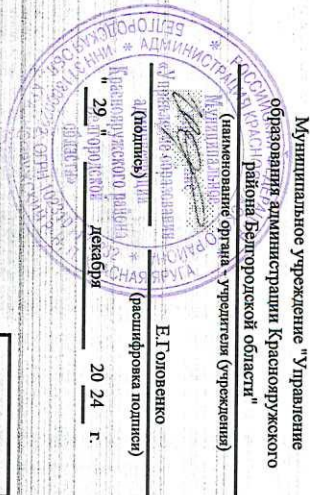 Муниципальное учреждение "Управление
образования администрации Краснояружского
района Белгородской области"
(наименование органа - учредителя (учреждения)
Е.Головенко
(подпись) (расшифровка подписи)
" 29 " декабря 20 24 г.